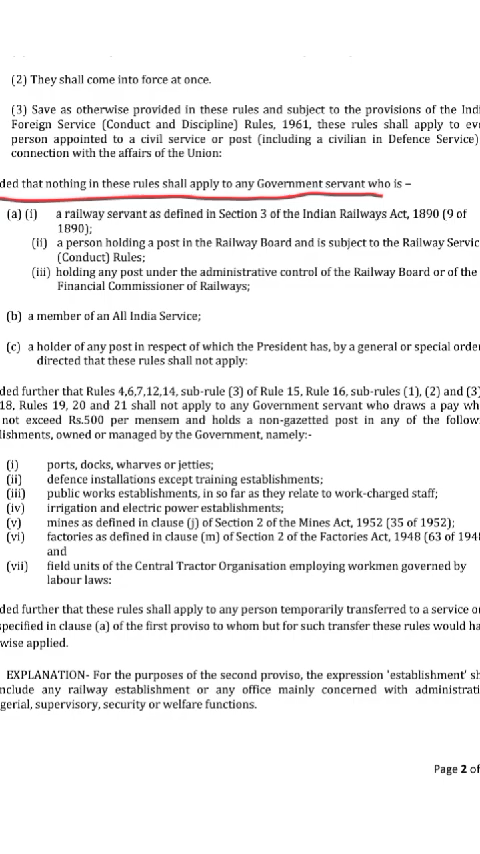 (2) They shall come into force at once.
(3) Save as otherwise provided in these rules and subject to the provisions of the Indi
Foreign Service (Conduct and Discipline) Rules, 1961, these rules shall apply to eve
person appointed to a civil service or post (including a civilian in Defence Service)
connection with the affairs of the Union:
ded that nothing in these rules shall apply to any Government servant who is –
(a) (i) a railway servant as defined in Section 3 of the Indian Railways Act, 1890 (9 of
1890);
(ii) a person holding a post in the Railway Board and is subject to the Railway Servic
(Conduct) Rules;
(iii) holding any post under the administrative control of the Railway Board or of the
Financial Commissioner of Railways;
(b) a member of an All India Service;
(c) a holder of any post in respect of which the President has, by a general or special order
directed that these rules shall not apply:
ded further that Rules 4,6,7,12,14, sub-rule (3) of Rule 15, Rule 16, sub-rules (1), (2) and (3)
18, Rules 19, 20 and 21 shall not apply to any Government servant who draws a pay wh
not exceed Rs.500 per mensem and holds a non-gazetted post in any of the follow
lishments, owned or managed by the Government, namely:-
(i) ports, docks, wharves or jetties;
(ii) defence installations except training establishments;
(iii) public works establishments, in so far as they relate to work-charged staff;
(iv) irrigation and electric power establishments;
(v) mines as defined in clause (j) of Section 2 of the Mines Act, 1952 (35 of 1952);
(vi) factories as defined in clause (m) of Section 2 of the Factories Act, 1948 (63 of 1948
and
(vii) field units of the Central Tractor Organisation employing workmen governed by
labour laws:
ded further that these rules shall apply to any person temporarily transferred to a service or
specified in clause (a) of the first proviso to whom but for such transfer these rules would ha
wise applied.
EXPLANATION- For the purposes of the second proviso, the expression 'establishment' sh
nclude any railway establishment or any office mainly concerned with administrati
gerial, supervisory, security or welfare functions.
Page 2 of